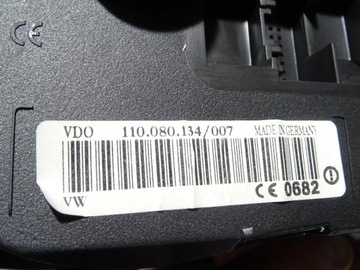 CE
VDO 110.080.134/007 MADE IN GERMANY
VW
CE 0682